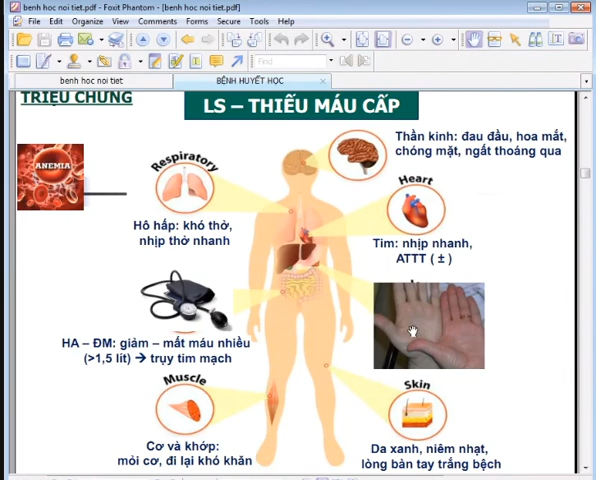 benh hoc noi tiet.pdf - Foxit Phantom - [benh hoc noi tiet.pdf]
File Edit Organize View Comments Forms Secure Tools Help
Find
benh hoc noi tiet
BỆNH HUYẾT HỌC
TRIỆU CHỨNG
LS – THIẾU MÁU CẤP
Thần kinh: đau đầu, hoa mắt,
chóng mặt, ngất thoáng qua
ANEMIA
Respiratory
Heart
Hô hấp: khó thở,
nhịp thở nhanh
Tim: nhịp nhanh,
ATTT ( ± )
HA – ĐM: giảm – mất máu nhiều
(>1,5 lít) → trụy tim mạch
Muscle
Skin
Cơ và khớp:
mỏi cơ, đi lại khó khăn
Da xanh, niêm nhạt,
lòng bàn tay trắng bệch